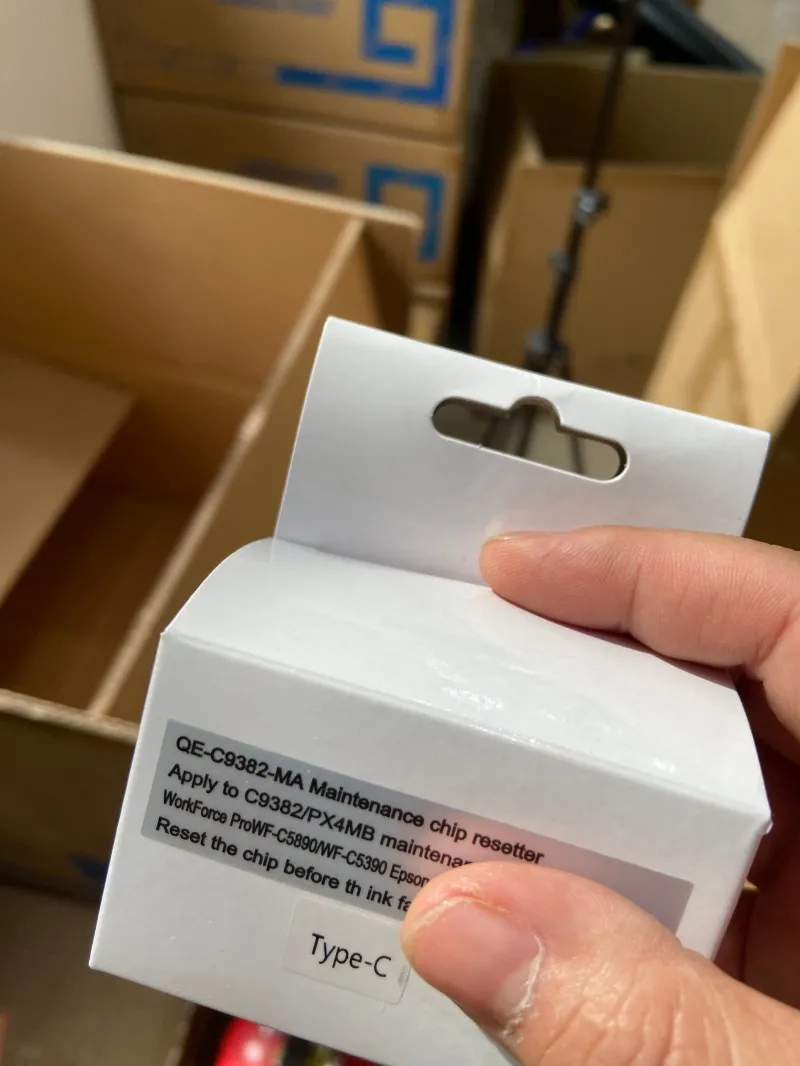 QE-C9382-MA Maintenance chip resetter
Apply to C9382/PX4MB
WorkForce ProWF-C5890/WF-C5390 Epson
Reset the chip before th ink
Type-C